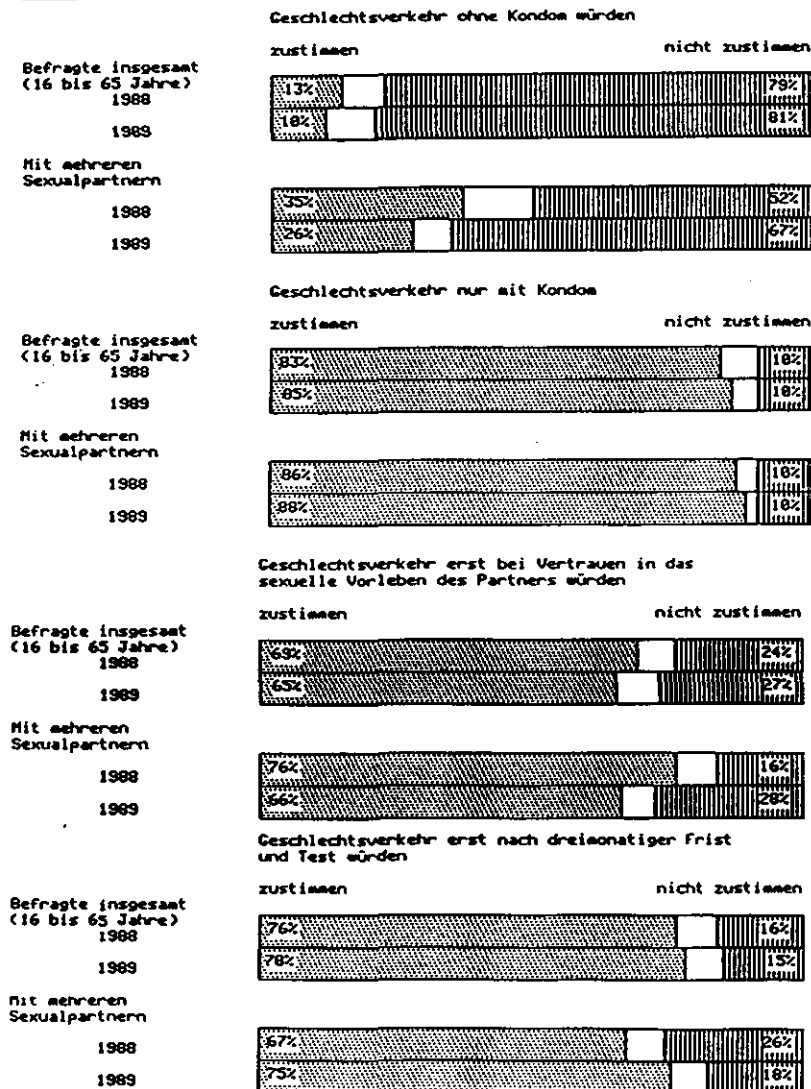 Geschlechtsverkehr ohne Kondom würden
zustimmen nicht zustimmen
Befragte insgesamt
(16 bis 65 Jahre)
1988 13% 79%
1989 10% 81%
Mit mehreren
Sexualpartnern
1988 35% 52%
1989 26% 67%
Geschlechtsverkehr nur mit Kondom
zustimmen nicht zustimmen
Befragte insgesamt
(16 bis 65 Jahre)
1988 83% 10%
1989 85% 10%
Mit mehreren
Sexualpartnern
1988 86% 10%
1989 88% 10%
Geschlechtsverkehr erst bei Vertrauen in das
sexuelle Vorleben des Partners würden
zustimmen nicht zustimmen
Befragte insgesamt
(16 bis 65 Jahre)
1988 69% 24%
1989 65% 27%
Mit mehreren
Sexualpartnern
1988 76% 16%
1989 66% 28%
Geschlechtsverkehr erst nach dreimonatiger Frist
und Test würden
zustimmen nicht zustimmen
Befragte insgesamt
(16 bis 65 Jahre)
1988 76% 16%
1989 78% 15%
Mit mehreren
Sexualpartnern
1988 67% 26%
1989 75% 18%